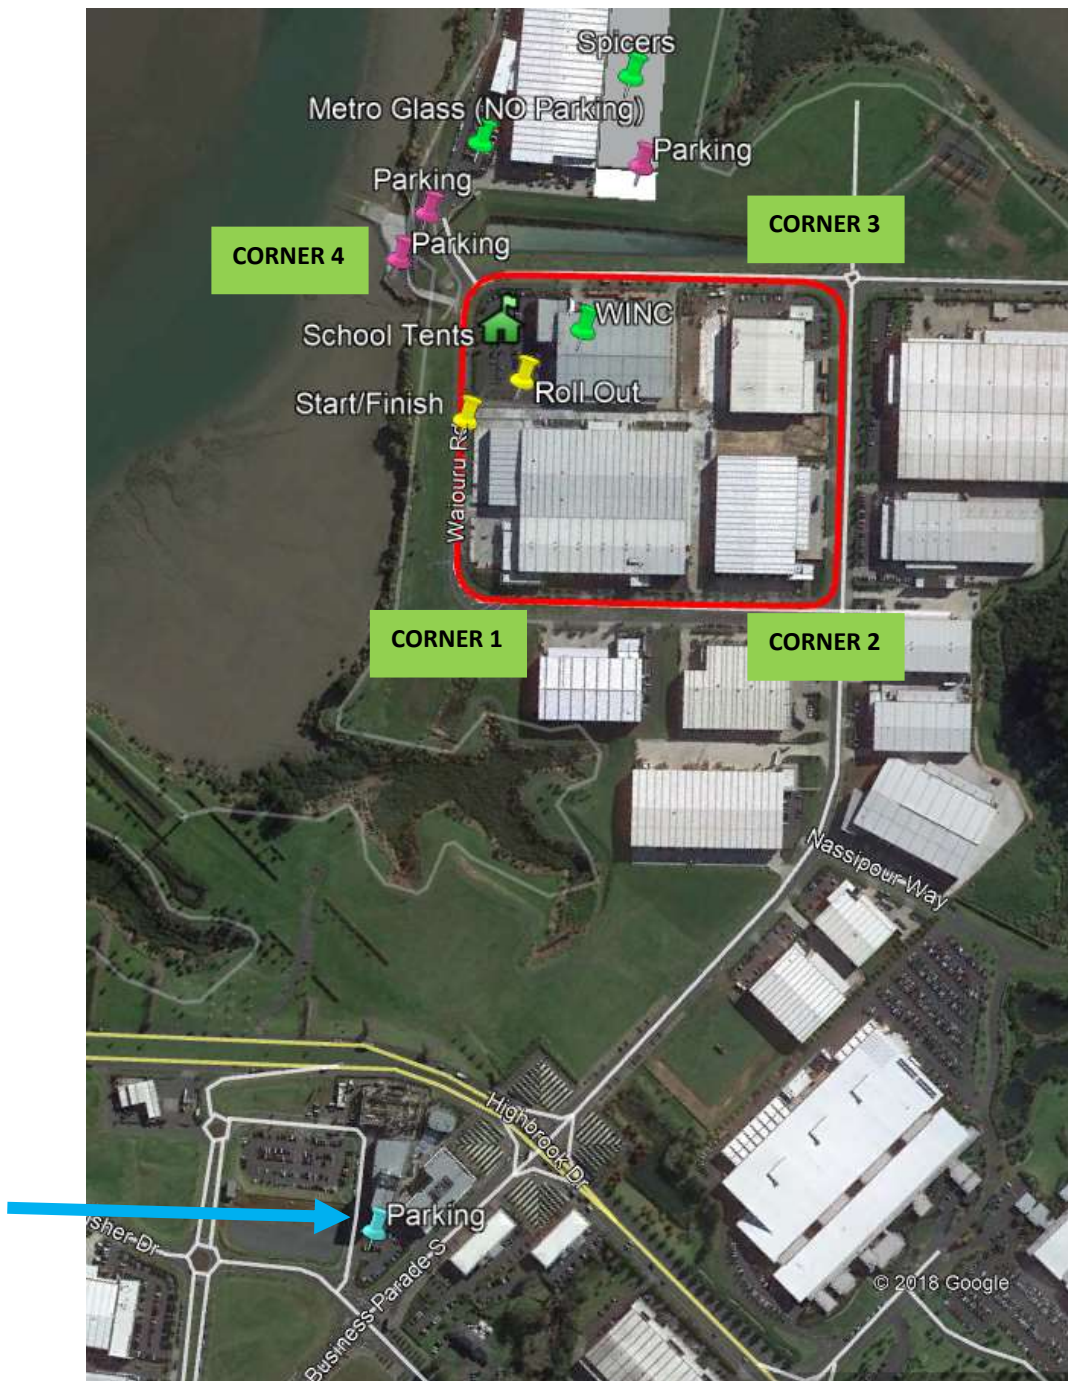 Spicers
Metro Glass (NO Parking)
Parking
Parking
CORNER 3
Parking
CORNER 4
WINC
School Tents
Roll Out
Start/Finish
Waiouru Rd
CORNER 1
CORNER 2
Nassipour Way
Highbrook Dr
Parking
isher Dr
Business Parade S
© 2018 Google